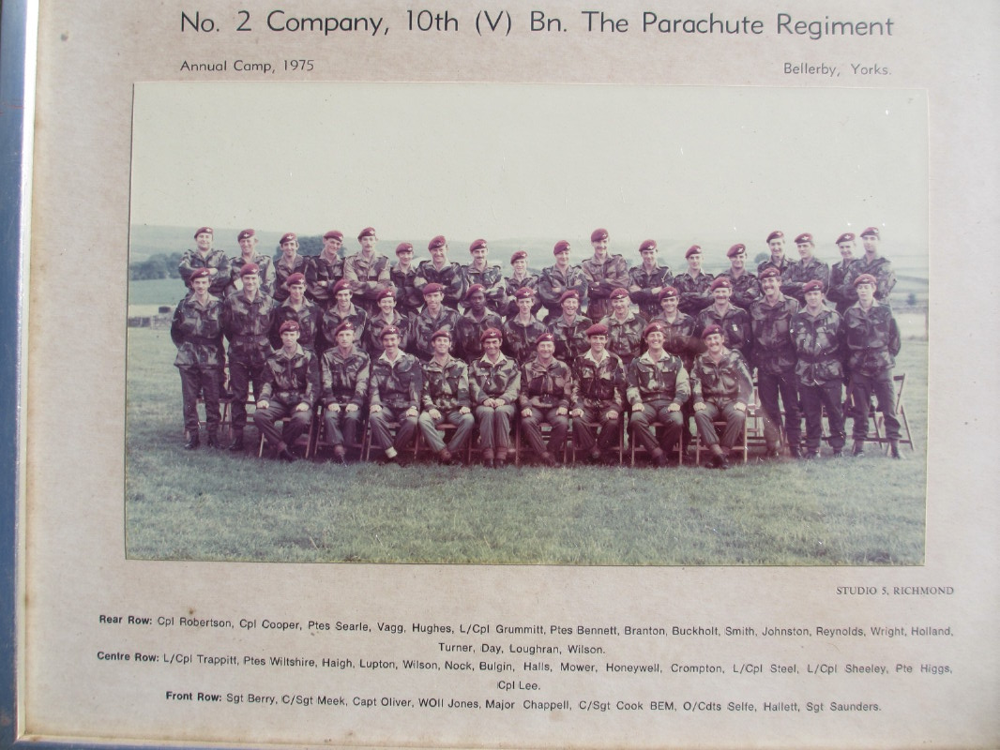 No. 2 Company, 10th (V) Bn. The Parachute Regiment
Annual Camp, 1975 Bellerby, Yorks.
STUDIO 5, RICHMOND
Rear Row: Cpl Robertson, Cpl Cooper, Ptes Searle, Vagg, Hughes, L/Cpl Grummitt, Ptes Bennett, Branton, Buckholt, Smith, Johnston, Reynolds, Wright, Holland,
Turner, Day, Loughran, Wilson.
Centre Row: L/Cpl Trappitt, Ptes Wiltshire, Haigh, Lupton, Wilson, Nock, Bulgin, Halls, Mower, Honeywell, Crompton, L/Cpl Steel, L/Cpl Sheeley, Pte Higgs,
Cpl Lee.
Front Row: Sgt Berry, C/Sgt Meek, Capt Oliver, WOII Jones, Major Chappell, C/Sgt Cook BEM, O/Cdts Selfe, Hallett, Sgt Saunders.